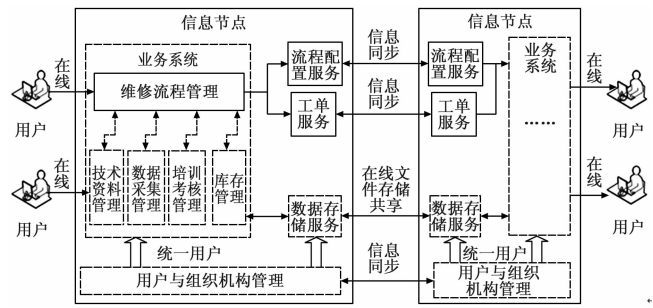 信息节点
业务系统
维修流程管理
技术
资料
管理
数据
采集
管理
培训
考核
管理
库存
管理
流程配
置服务
工单
服务
数据存
储服务
统一用户
用户与组织机构管理
在线
用户
在线
用户
信息
同步
信息
同步
在线文
件存储
共享
信息
同步
信息节点
流程配
置服务
工单
服务
数据存
储服务
业务
系统
……
统一用户
用户与组织
机构管理
在线
用户
在线
用户